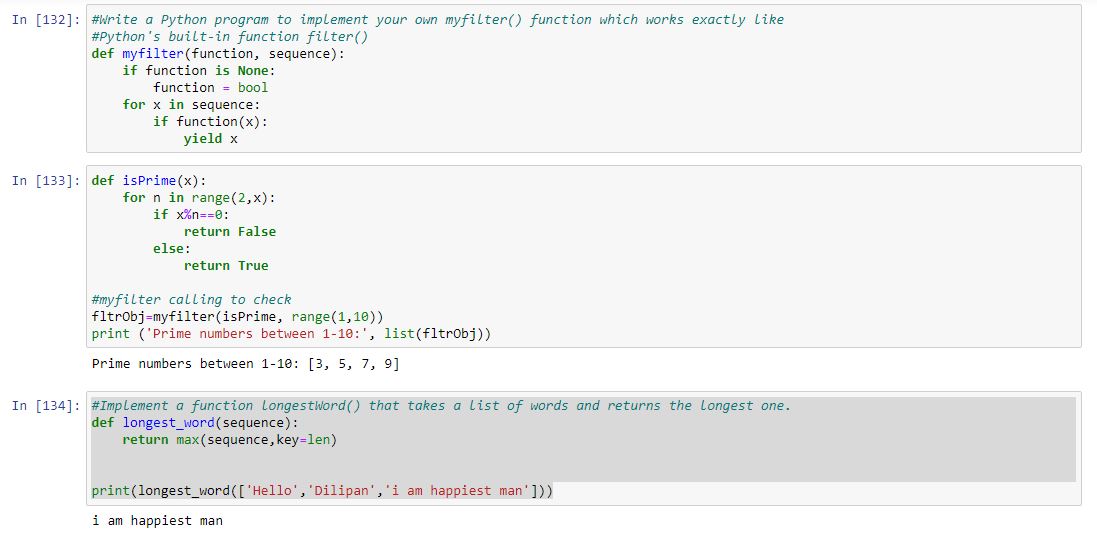 In [132]: #Write a Python program to implement your own myfilter() function which works exactly like
#Python's built-in function filter()
def myfilter(function, sequence):
    if function is None:
        function = bool
    for x in sequence:
        if function(x):
            yield x
In [133]: def isPrime(x):
    for n in range(2,x):
        if x%n==0:
            return False
        else:
            return True
#myfilter calling to check
fltrObj=myfilter(isPrime, range(1,10))
print ('Prime numbers between 1-10:', list(fltrObj))
Prime numbers between 1-10: [3, 5, 7, 9]
In [134]: #Implement a function longestWord() that takes a list of words and returns the longest one.
def longest_word(sequence):
    return max(sequence,key=len)
print(longest_word(['Hello','Dilipan','i am happiest man']))
i am happiest man